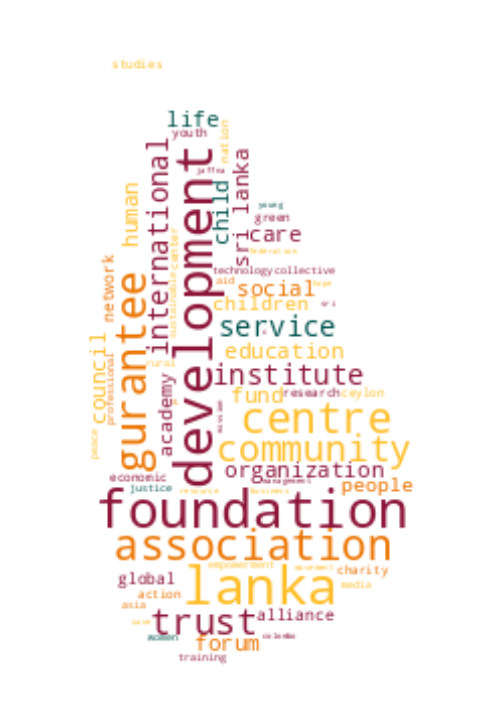 studies
life
youth
nation
jaffna
international
development
child
sri lanka
human
young
green
care
federation
center
sustainable
network
technology
collective
aid
social
hope
children
sri
gurantee
service
council
professional
rural
education
institute
academy
fund
research
ceylon
mission
centre
peace
community
organization
economic
management
people
justice
resource
business
foundation
association
empowerment
movement
charity
global
lanka
media
action
asia
save
trust
alliance
women
forum
colombo
training